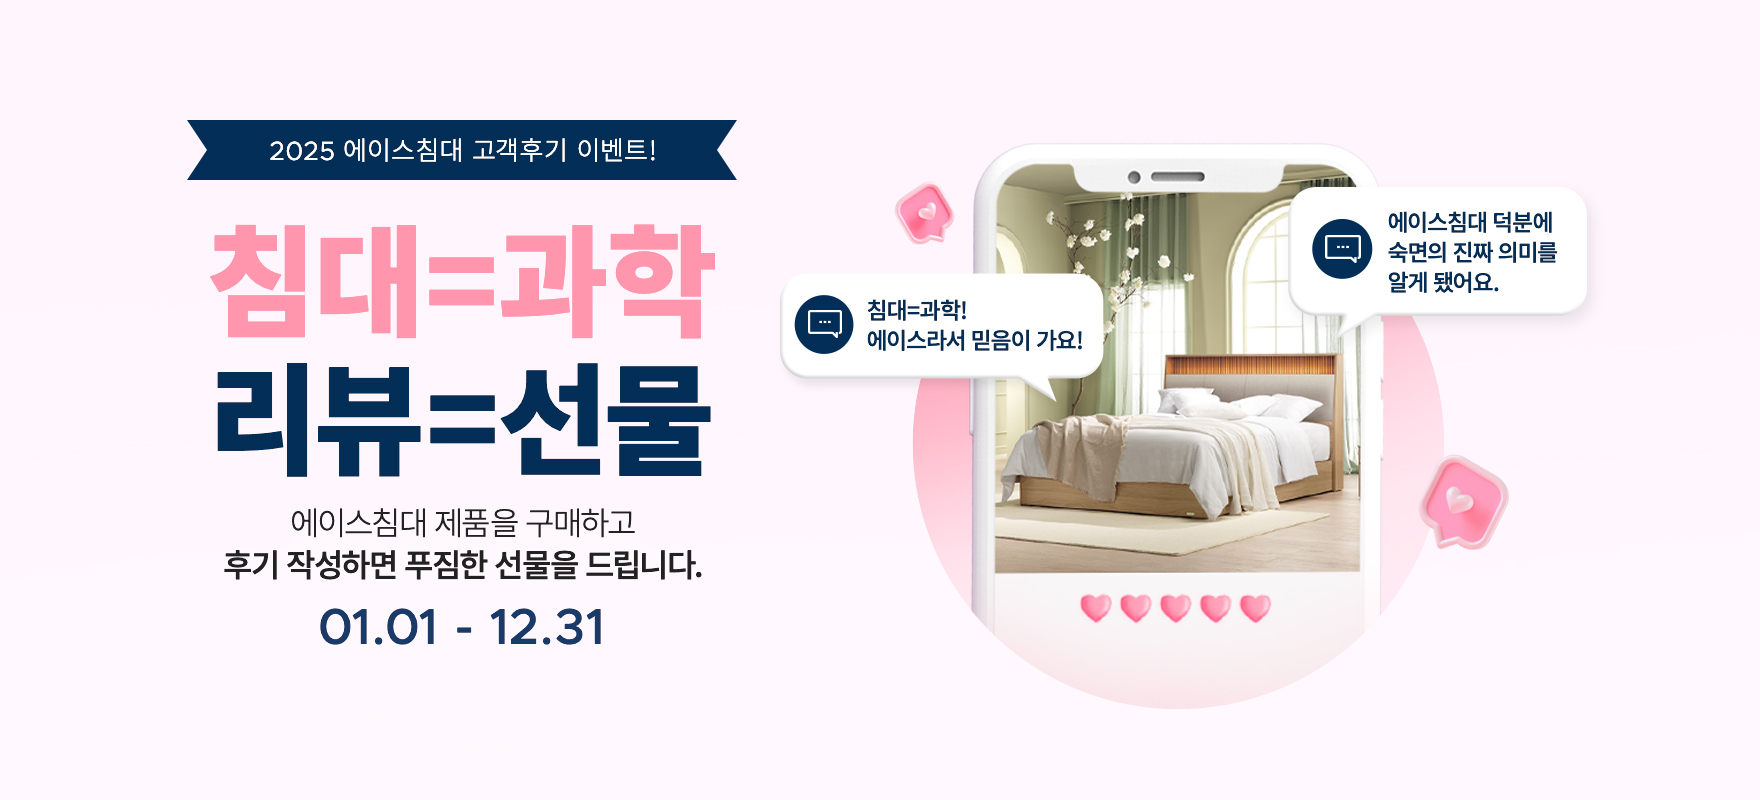 2025 에이스침대 고객후기 이벤트!
침대=과학
리뷰=선물
에이스침대 제품을 구매하고
후기 작성하면 푸짐한 선물을 드립니다.
01.01 - 12.31
침대=과학!
에이스라서 믿음이 가요!
에이스침대 덕분에
숙면의 진짜 의미를
알게 됐어요.